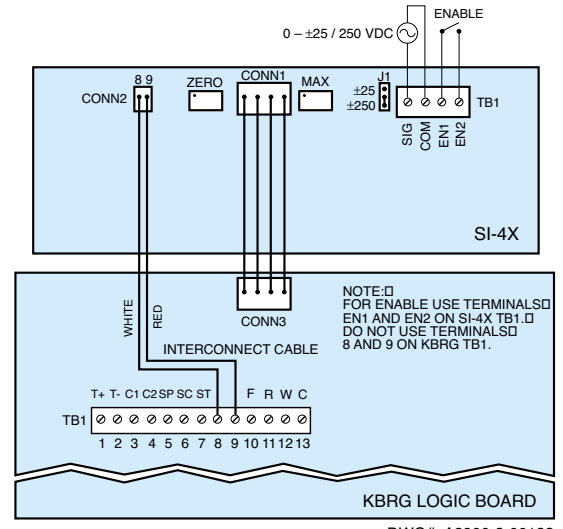 ENABLE
0 – ±25 / 250 VDC
8 9
CONN2
ZERO
CONN1
MAX
J1
±25
±250
TB1
SIG
COM
EN1
EN2
SI-4X
WHITE
RED
CONN3
INTERCONNECT CABLE
NOTE:
FOR ENABLE USE TERMINALS
EN1 AND EN2 ON SI-4X TB1.
DO NOT USE TERMINALS
8 AND 9 ON KBRG TB1.
T+ T- C1 C2 SP SC ST F R W C
TB1
1 2 3 4 5 6 7 8 9 10 11 12 13
KBRG LOGIC BOARD